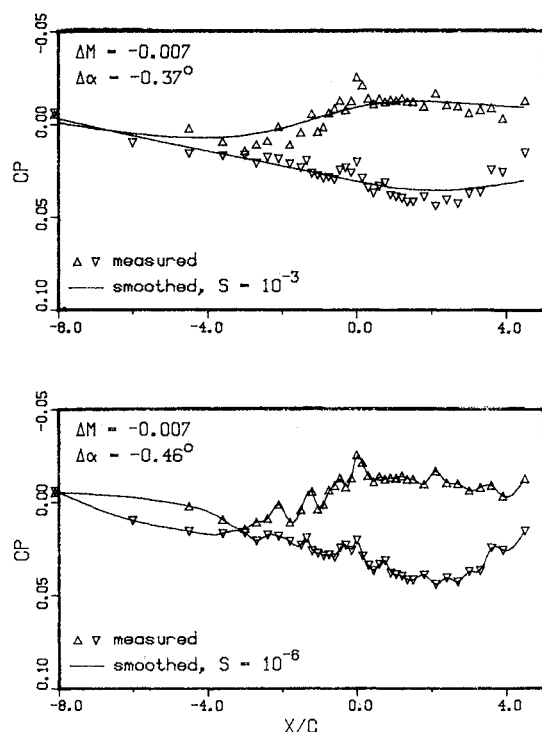 -0.05
ΔM = -0.007
Δα = -0.37°
0.00
CP
0.05
△ ▽ measured
— smoothed, S = 10⁻³
0.10
-8.0 -4.0 0.0 4.0
-0.05
ΔM = -0.007
Δα = -0.46°
0.00
CP
0.05
△ ▽ measured
— smoothed, S = 10⁻⁶
0.10
-8.0 -4.0 0.0 4.0
X/C